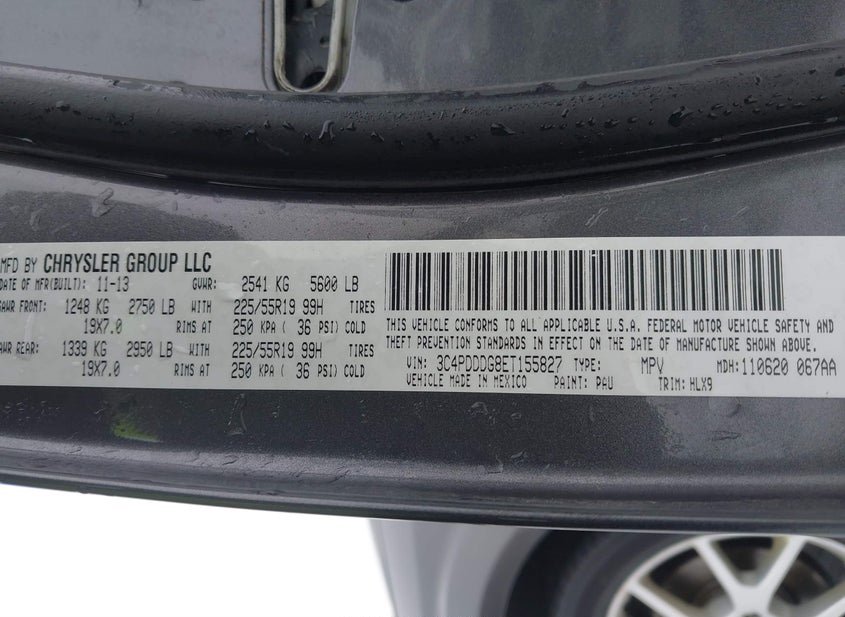 MFD BY CHRYSLER GROUP LLC
DATE OF MFR(BUILT): 11-13 GVWR: 2541 KG 5600 LB
GAWR FRONT: 1248 KG 2750 LB WITH 225/55R19 99H TIRES
19X7.0 RIMS AT 250 KPA ( 36 PSI) COLD
GAWR REAR: 1339 KG 2950 LB WITH 225/55R19 99H TIRES
19X7.0 RIMS AT 250 KPA ( 36 PSI) COLD
THIS VEHICLE CONFORMS TO ALL APPLICABLE U.S.A. FEDERAL MOTOR VEHICLE SAFETY AND
THEFT PREVENTION STANDARDS IN EFFECT ON THE DATE OF MANUFACTURE SHOWN ABOVE.
VIN: 3C4PDDDG8ET155827 TYPE: MPV MDH: 110620 067AA
VEHICLE MADE IN MEXICO PAINT: PAU TRIM: HLX9